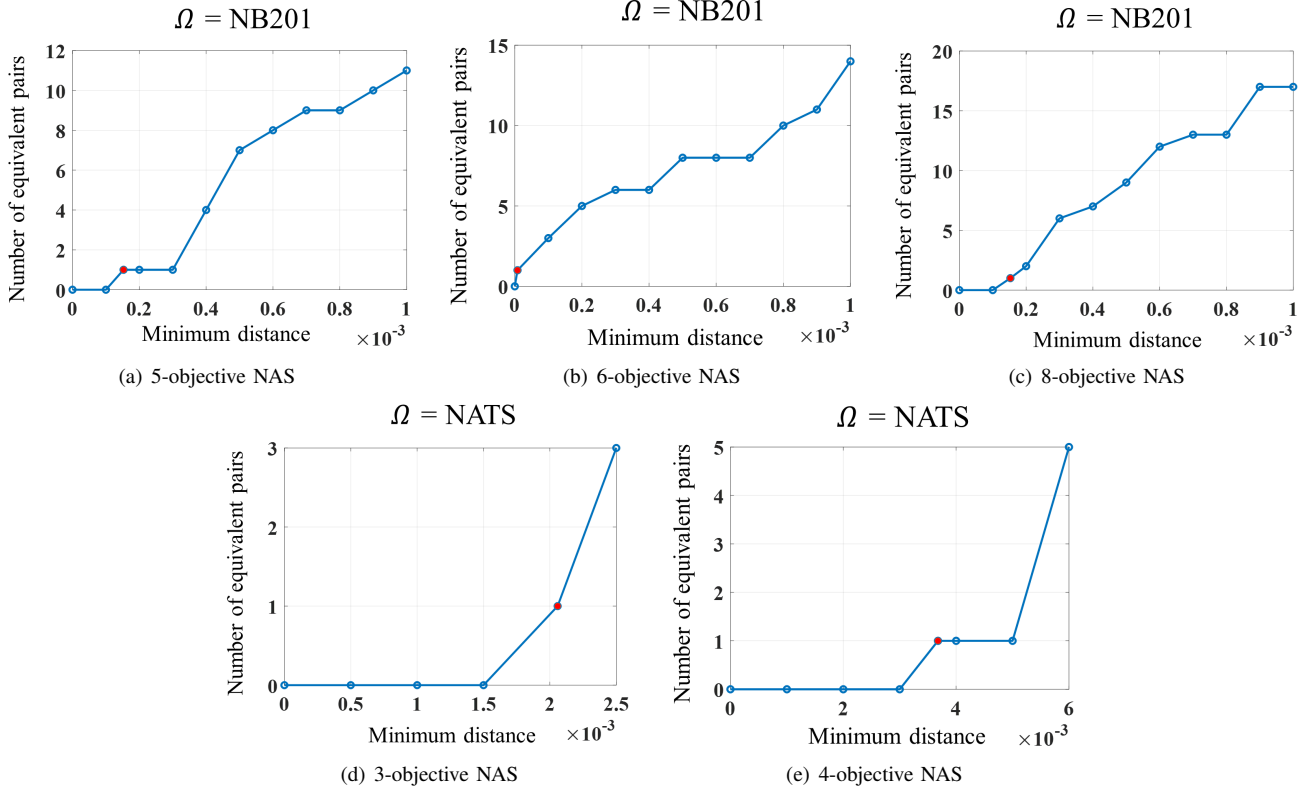 Ω = NB201
Number of equivalent pairs
12
10
8
6
4
2
0
0 0.2 0.4 0.6 0.8 1
Minimum distance
×10-3
(a) 5-objective NAS
Ω = NB201
Number of equivalent pairs
15
10
5
0
0 0.2 0.4 0.6 0.8 1
Minimum distance
×10-3
(b) 6-objective NAS
Ω = NB201
Number of equivalent pairs
20
15
10
5
0
0 0.2 0.4 0.6 0.8 1
Minimum distance
×10-3
(c) 8-objective NAS
Ω = NATS
Number of equivalent pairs
3
2
1
0
0 0.5 1 1.5 2 2.5
Minimum distance
×10-3
(d) 3-objective NAS
Ω = NATS
Number of equivalent pairs
5
4
3
2
1
0
0 2 4 6
Minimum distance
×10-3
(e) 4-objective NAS